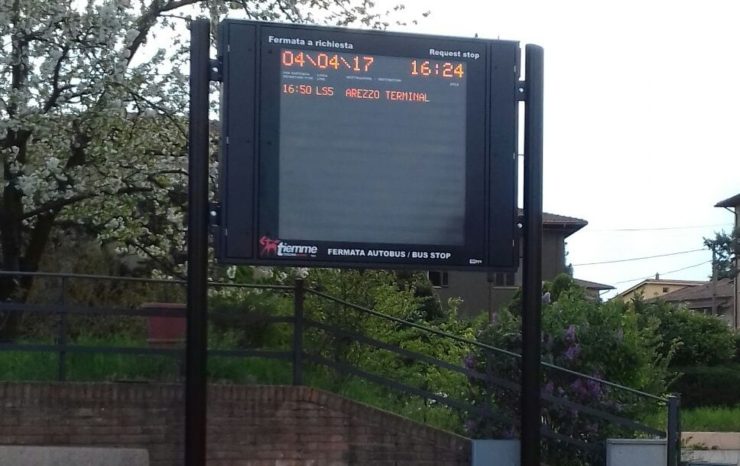 Fermata a richiesta
Request stop
04\04\17 16:24
16:50 LS5 AREZZO TERMINAL
tiemme
FERMATA AUTOBUS / BUS STOP